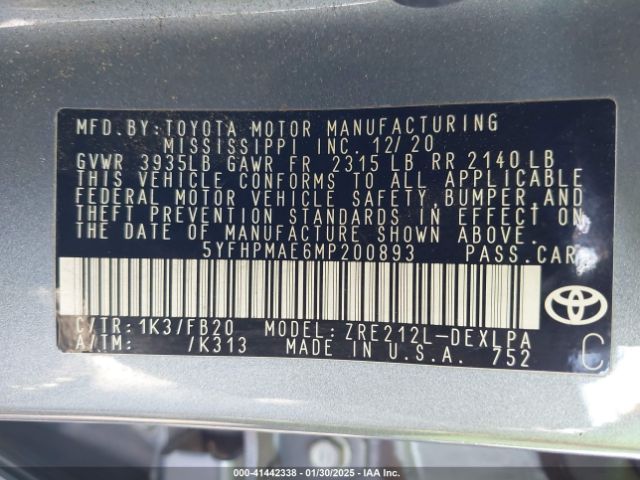 MFD.BY:TOYOTA MOTOR MANUFACTURING
MISSISSIPPI INC. 12/20
GVWR 3935LB GAWR FR 2315LB RR 2140LB
THIS VEHICLE CONFORMS TO ALL APPLICABLE
FEDERAL MOTOR VEHICLE SAFETY,BUMPER,AND
THEFT PREVENTION STANDARDS IN EFFECT ON
THE DATE OF MANUFACTURE SHOWN ABOVE.
5YFHPMAE6MP200893 PASS.CAR
C/TR:1K3/FB20 MODEL:ZRE212L-DEXLPA
A/TM: /K313 MADE IN U.S.A. 752
C
000-41442338 - 01/30/2025 - IAA Inc.